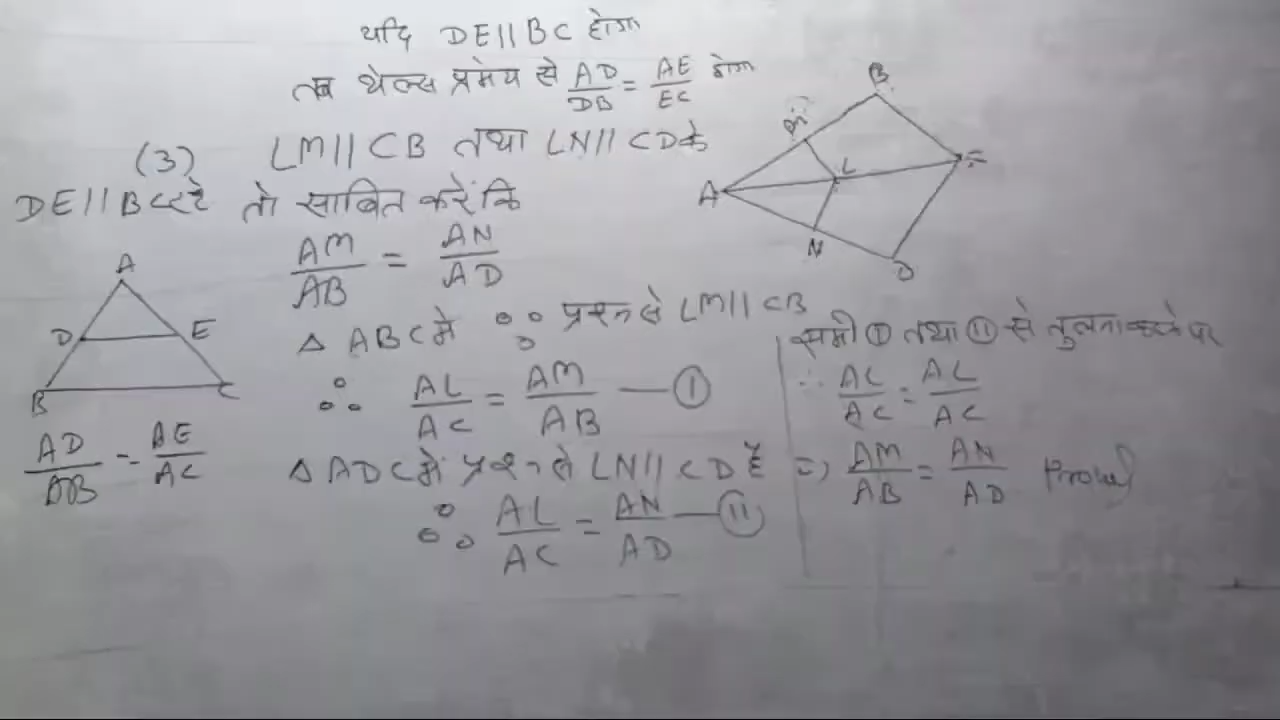 यदि DE||BC होगा
तब थेल्स प्रमेय से AD/DB = AE/EC होगा
(3) LM||CB तथा LN||CD के
तो साबित करें कि
AM/AB = AN/AD
DE||BC
A
D E
B C
AD/AB = AE/AC
B
M
L
A
N
D
Δ ABC में ∵ प्रश्न से LM||CB
∴ AL/AC = AM/AB — (I)
Δ ADC में प्रश्न से LN||CD है
∴ AL/AC = AN/AD — (II)
समी (I) तथा (II) से तुलना करने पर
∴ AL/AC = AL/AC
=> AM/AB = AN/AD Proved